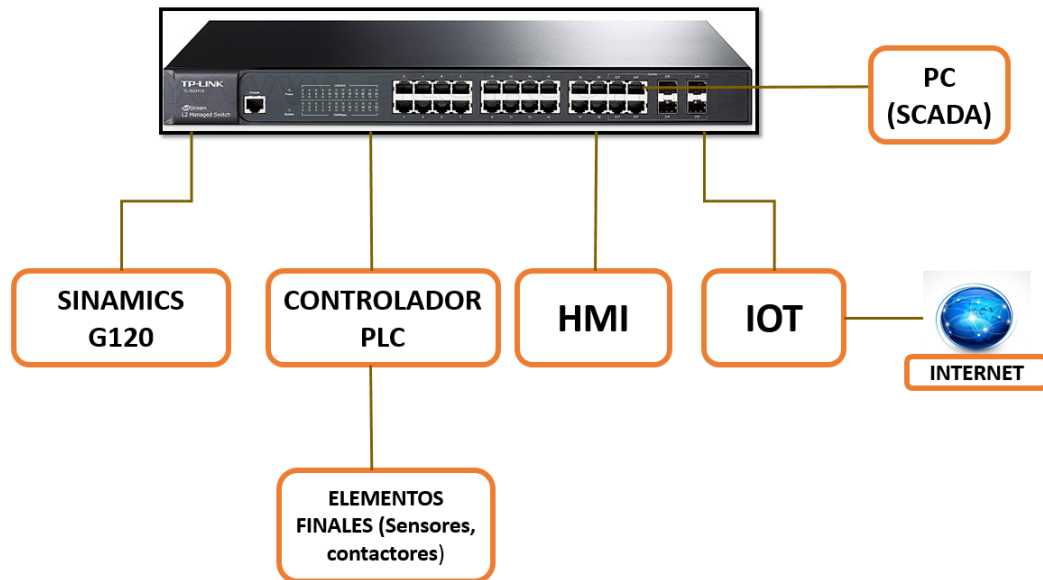 TP-LINK
L2 Managed Switch
PC
(SCADA)
SINAMICS
G120
CONTROLADOR
PLC
HMI
IOT
INTERNET
ELEMENTOS
FINALES (Sensores,
contactores)